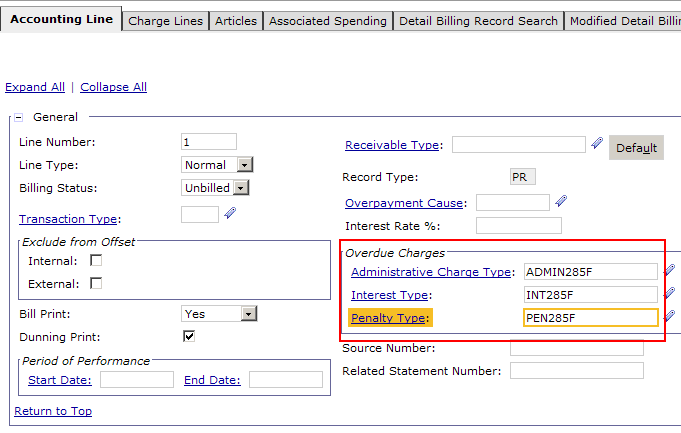 Accounting Line Charge Lines Articles Associated Spending Detail Billing Record Search Modified Detail Billin
Expand All | Collapse All
General
Line Number: 1
Receivable Type: Default
Line Type: Normal
Record Type: PR
Billing Status: Unbilled
Overpayment Cause:
Transaction Type:
Interest Rate %:
Exclude from Offset
Internal:
External:
Overdue Charges
Administrative Charge Type: ADMIN285F
Interest Type: INT285F
Penalty Type: PEN285F
Bill Print: Yes
Dunning Print:
Source Number:
Related Statement Number:
Period of Performance
Start Date: End Date:
Return to Top